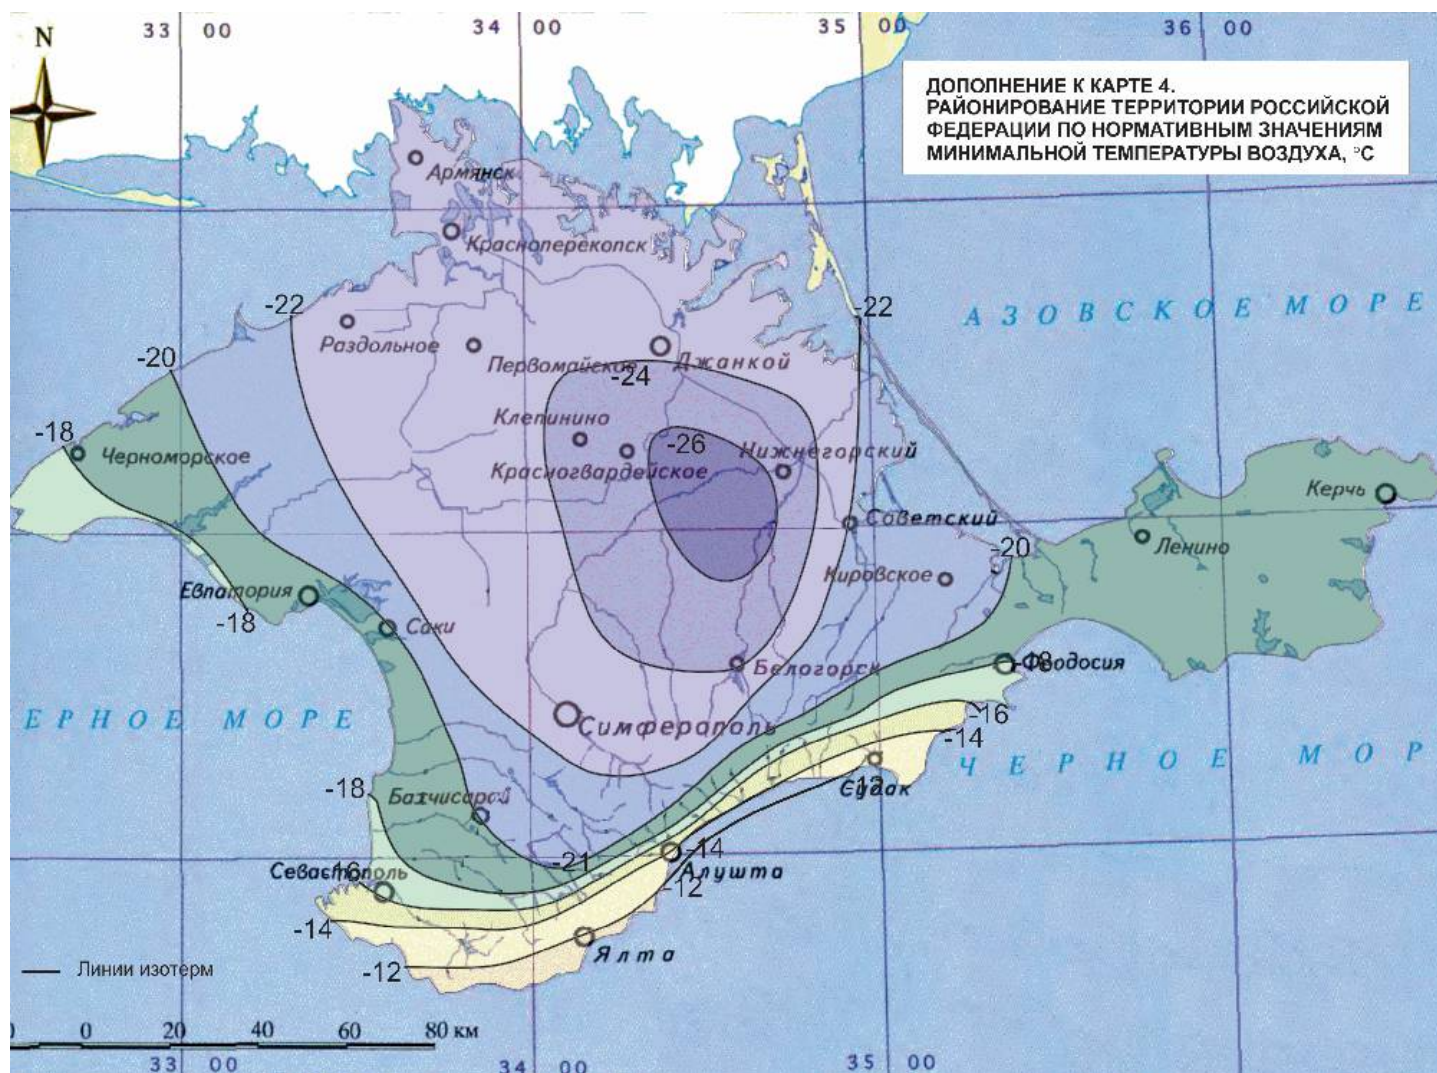 33 00
34 00
35 00
36 00
N
ДОПОЛНЕНИЕ К КАРТЕ 4.
РАЙОНИРОВАНИЕ ТЕРРИТОРИИ РОССИЙСКОЙ
ФЕДЕРАЦИИ ПО НОРМАТИВНЫМ ЗНАЧЕНИЯМ
МИНИМАЛЬНОЙ ТЕМПЕРАТУРЫ ВОЗДУХА, °С
Армянск
Красноперекопск
-22
-22
АЗОВСКОЕ МОРЕ
Раздольное
Первомайское
Джанкой
-20
-24
Клепинино
-18
-26
Нижнегорский
Черноморское
Красногвардейское
Керчь
Советский
Ленино
-20
Кировское
Евпатория
-18
Саки
Белогорск
-18
Феодосия
ЕРНОЕ МОРЕ
Симферополь
-16
-14
ЧЕРНОЕ МОР
-18
Бахчисарай
-12
Судак
-14
-21
Алушта
Севастополь
-16
-12
-14
Ялта
-12
Линии изотерм
0 20 40 60 80 км
33 00
34 00
35 00